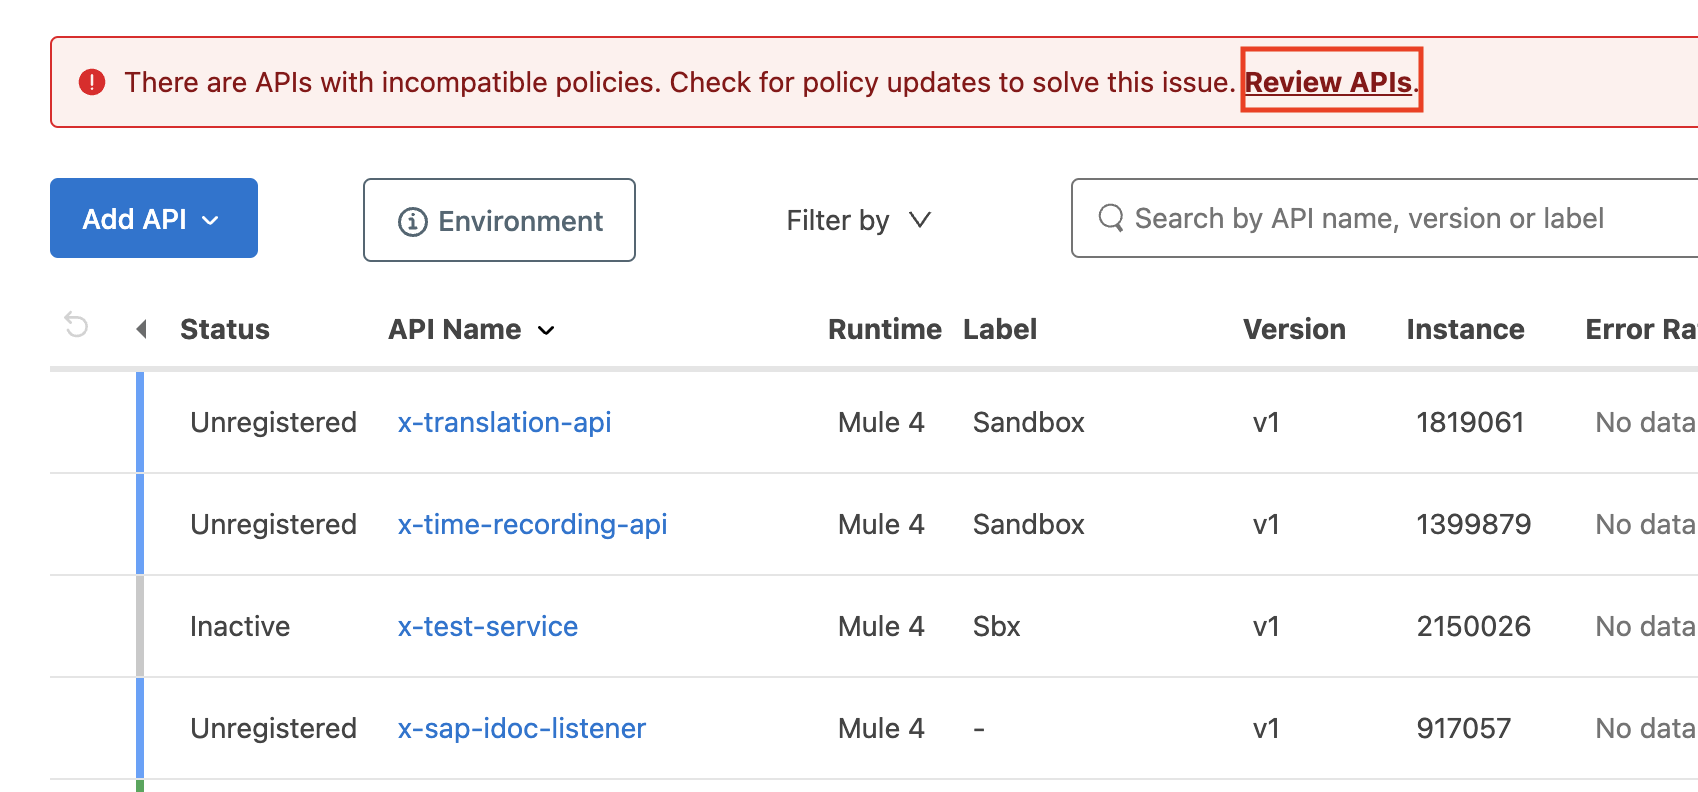 There are APIs with incompatible policies. Check for policy updates to solve this issue. Review APIs.
Add API Environment Filter by Search by API name, version or label
Status API Name Runtime Label Version Instance Error Ra
Unregistered x-translation-api Mule 4 Sandbox v1 1819061 No data
Unregistered x-time-recording-api Mule 4 Sandbox v1 1399879 No data
Inactive x-test-service Mule 4 Sbx v1 2150026 No data
Unregistered x-sap-idoc-listener Mule 4 - v1 917057 No data